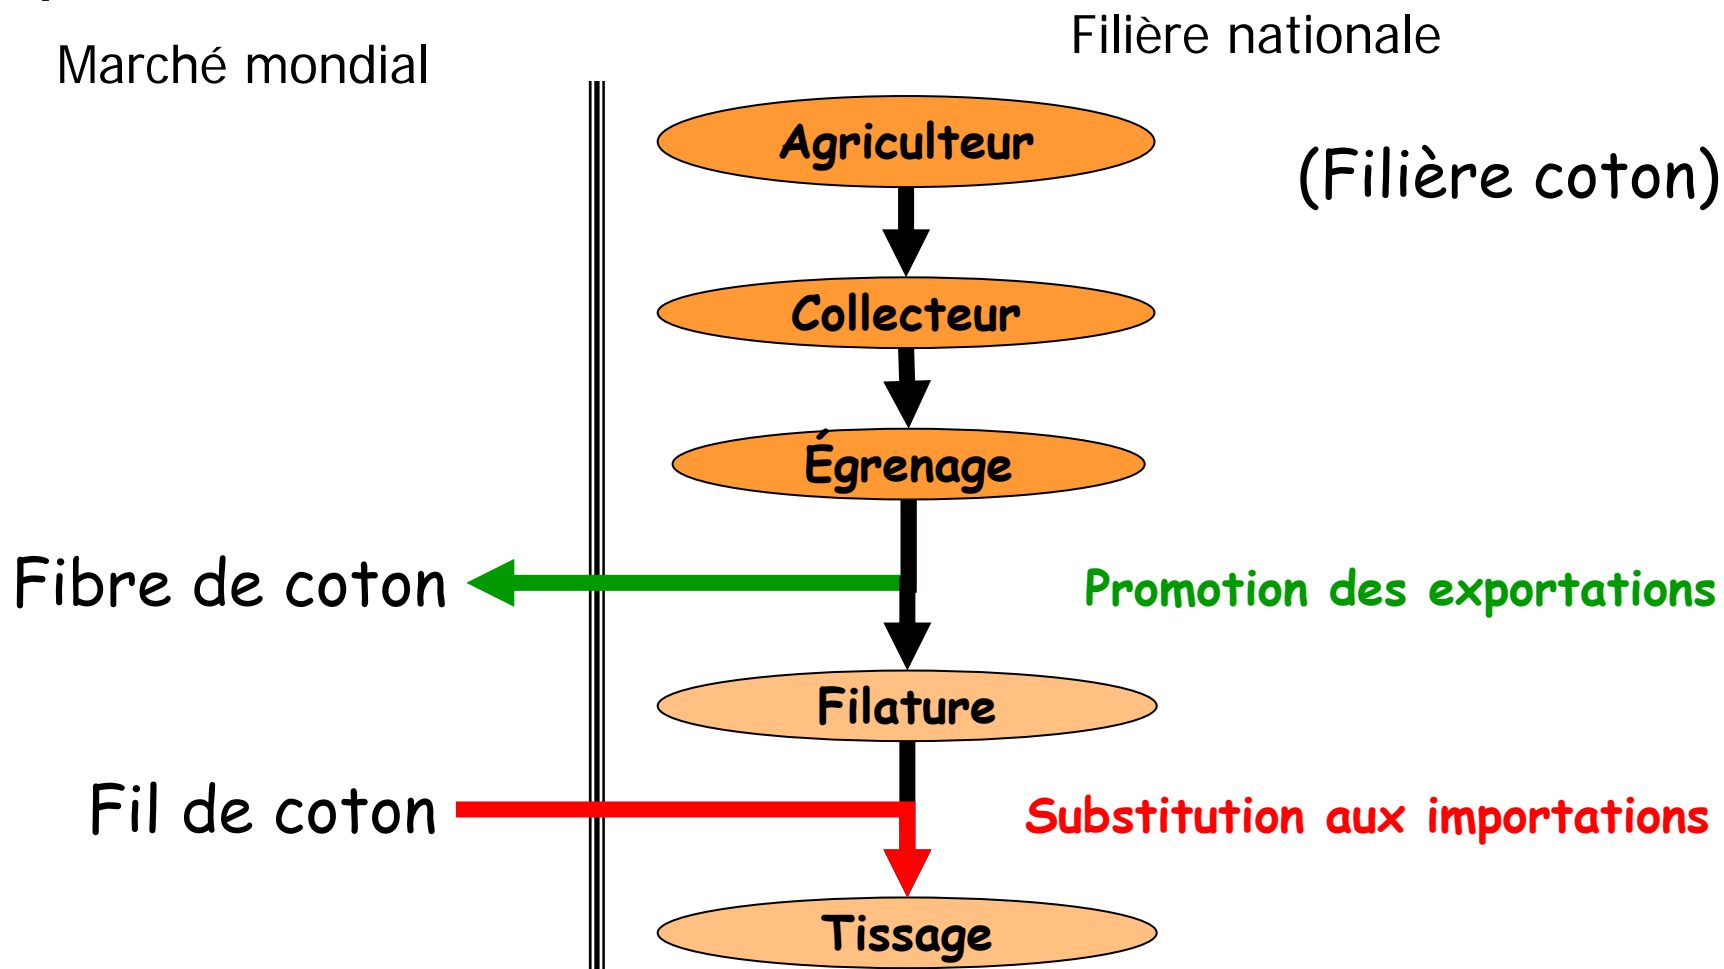 Marché mondial
Filière nationale
Agriculteur
(Filière coton)
Collecteur
Égrenage
Fibre de coton
Promotion des exportations
Filature
Fil de coton
Substitution aux importations
Tissage